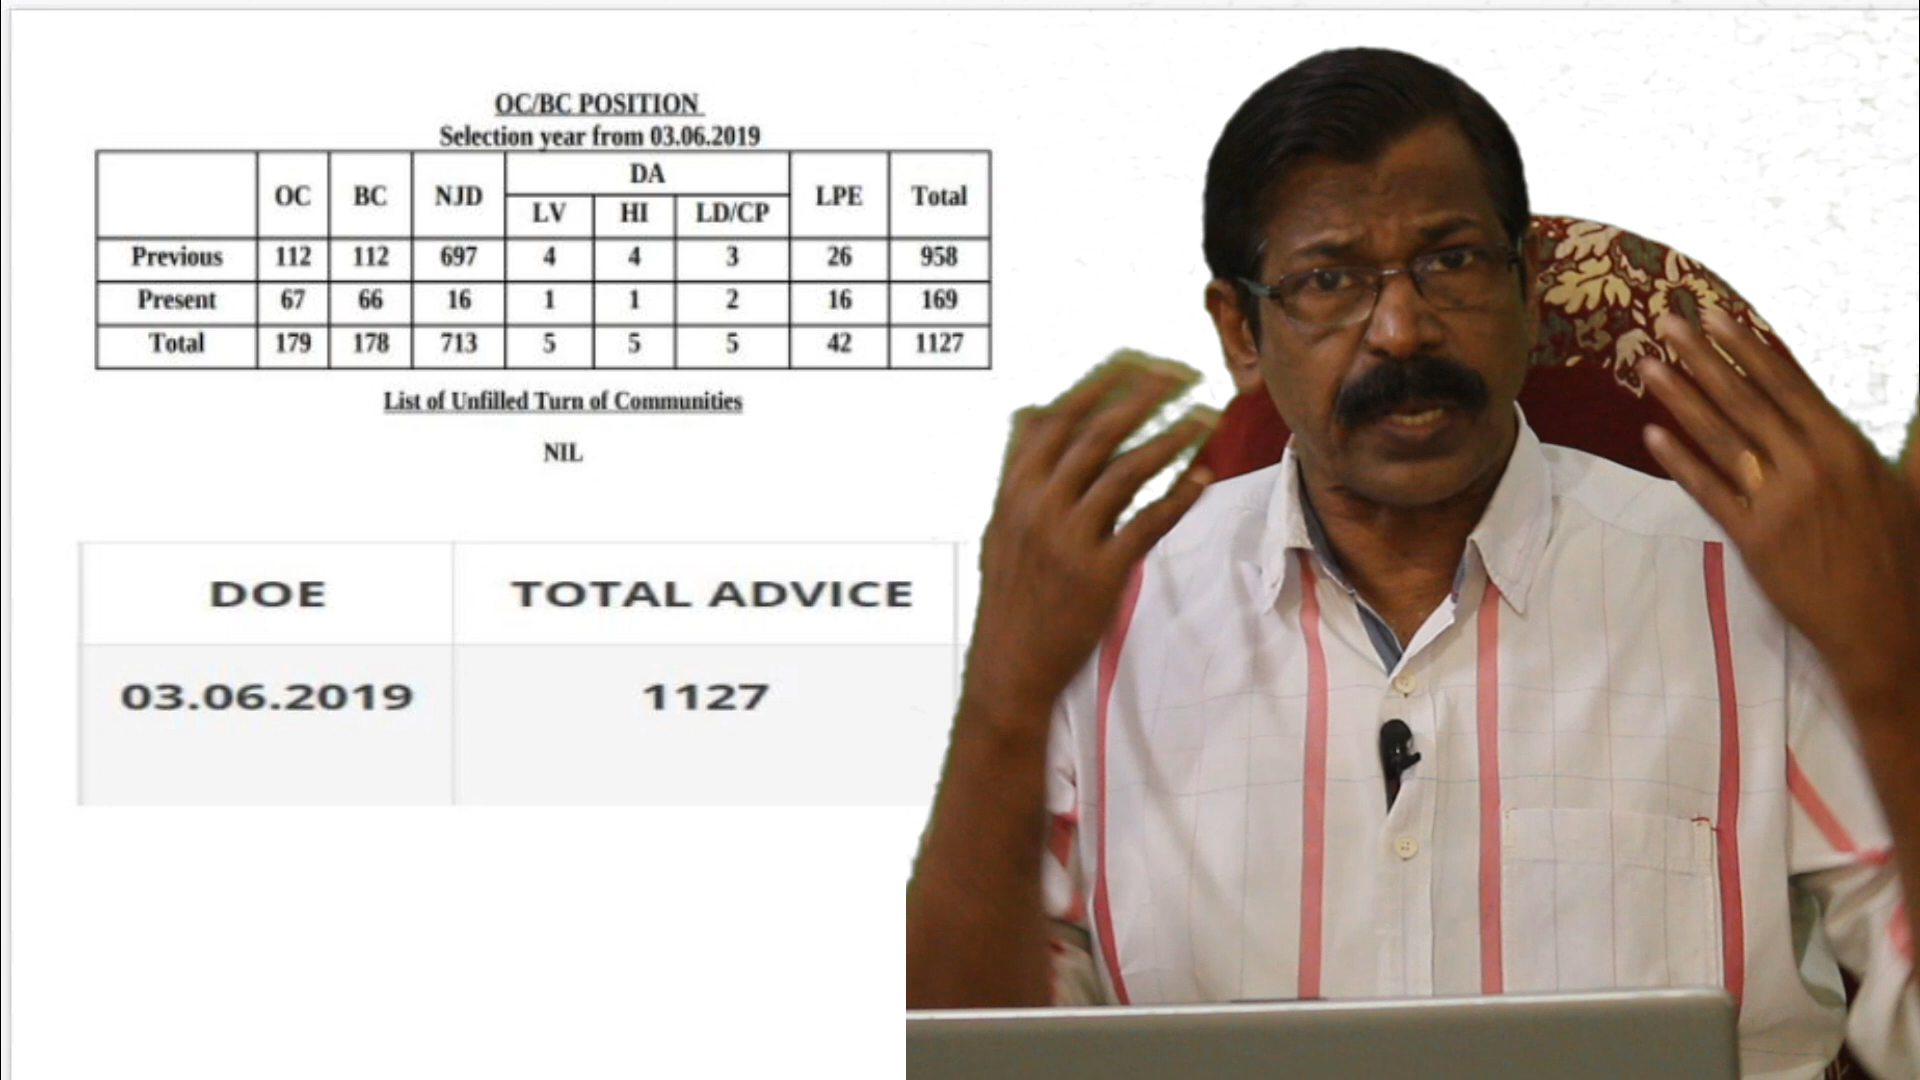 OC/BC POSITION
Selection year from 03.06.2019
OC BC NJD DA LPE Total
LV HI LD/CP
Previous 112 112 697 4 4 3 26 958
Present 67 66 16 1 1 2 16 169
Total 179 178 713 5 5 5 42 1127
List of Unfilled Turn of Communities
NIL
DOE TOTAL ADVICE
03.06.2019 1127